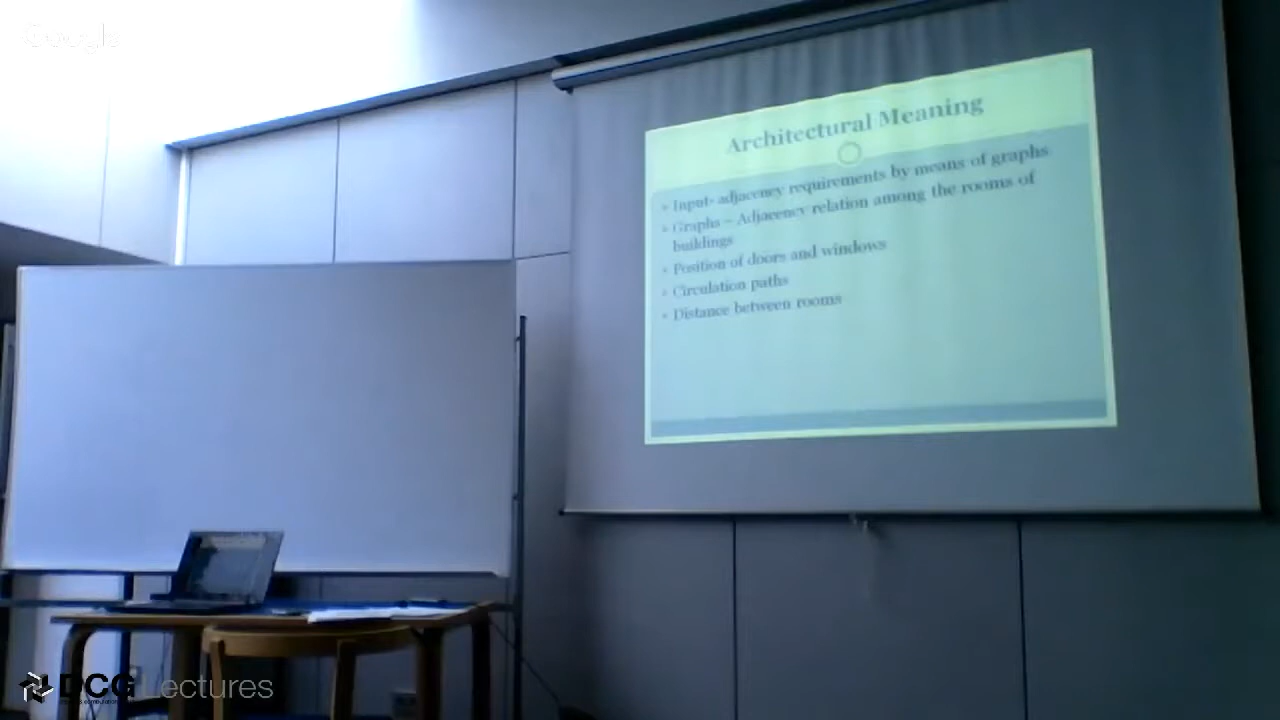 Google
Architectural Meaning
Input- adjacency requirements by means of graphs
Graphs – Adjacency relation among the rooms of
buildings
Position of doors and windows
Circulation paths
Distance between rooms
DCG Lectures